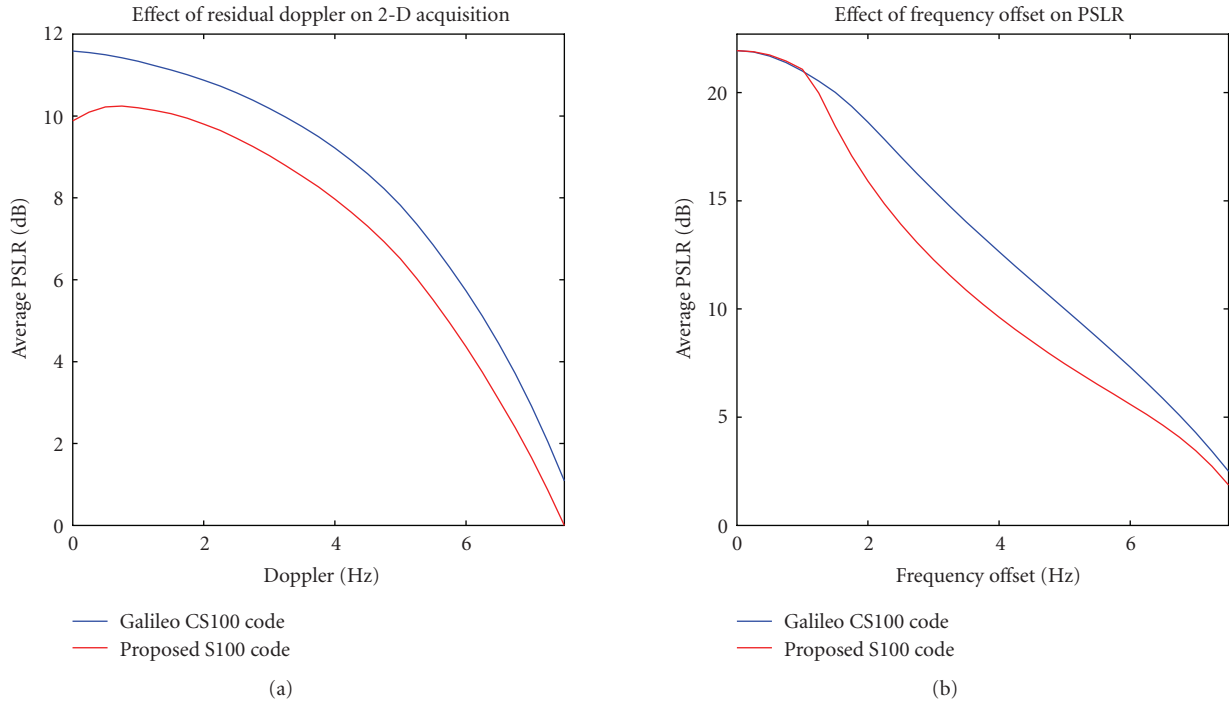 Effect of residual doppler on 2-D acquisition
12
10
8
6
4
2
0
Average PSLR (dB)
0 2 4 6
Doppler (Hz)
Galileo CS100 code
Proposed S100 code
(a)
Effect of frequency offset on PSLR
20
15
10
5
0
Average PSLR (dB)
0 2 4 6
Frequency offset (Hz)
Galileo CS100 code
Proposed S100 code
(b)